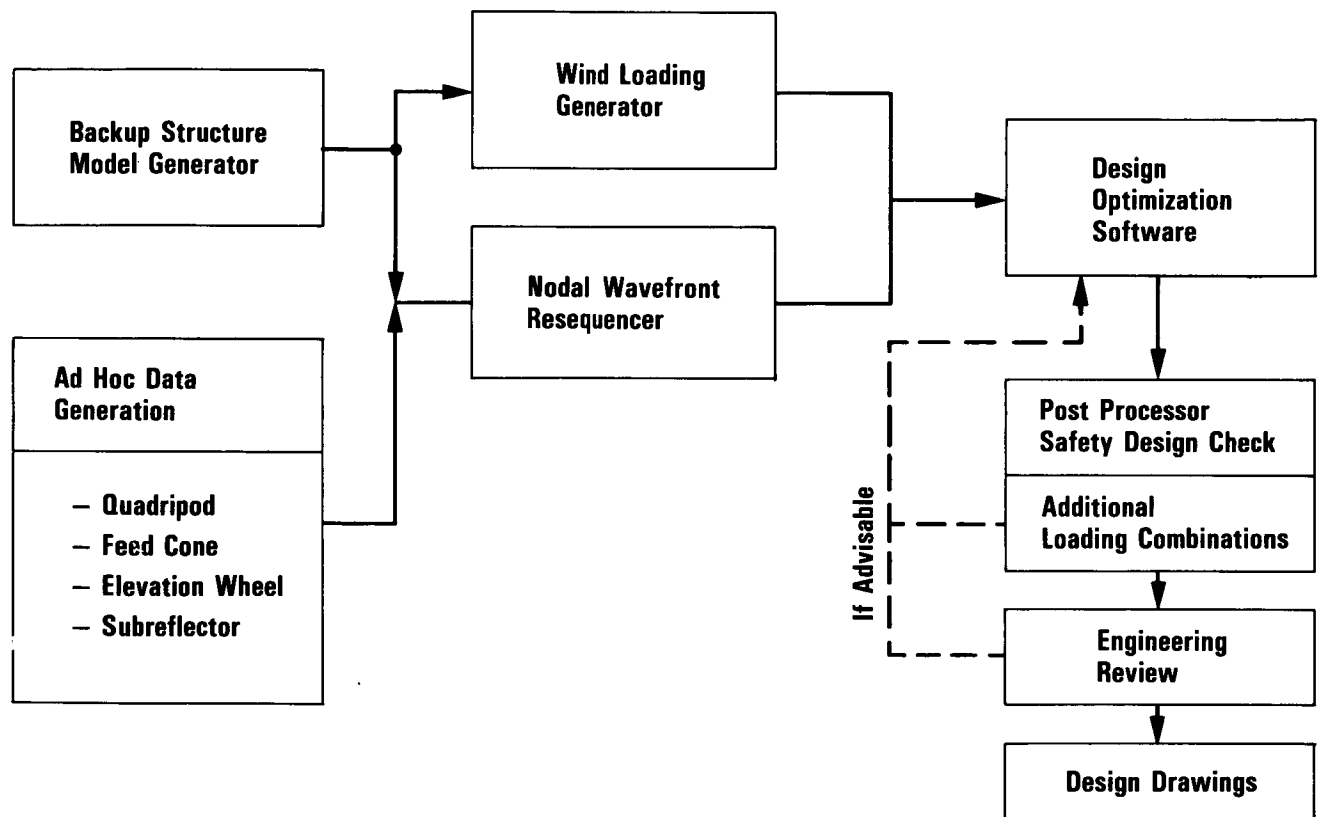 Backup Structure
Model Generator
Wind Loading
Generator
Nodal Wavefront
Resequencer
Ad Hoc Data
Generation
– Quadripod
– Feed Cone
– Elevation Wheel
– Subreflector
Design
Optimization
Software
Post Processor
Safety Design Check
Additional
Loading Combinations
If Advisable
Engineering
Review
Design Drawings